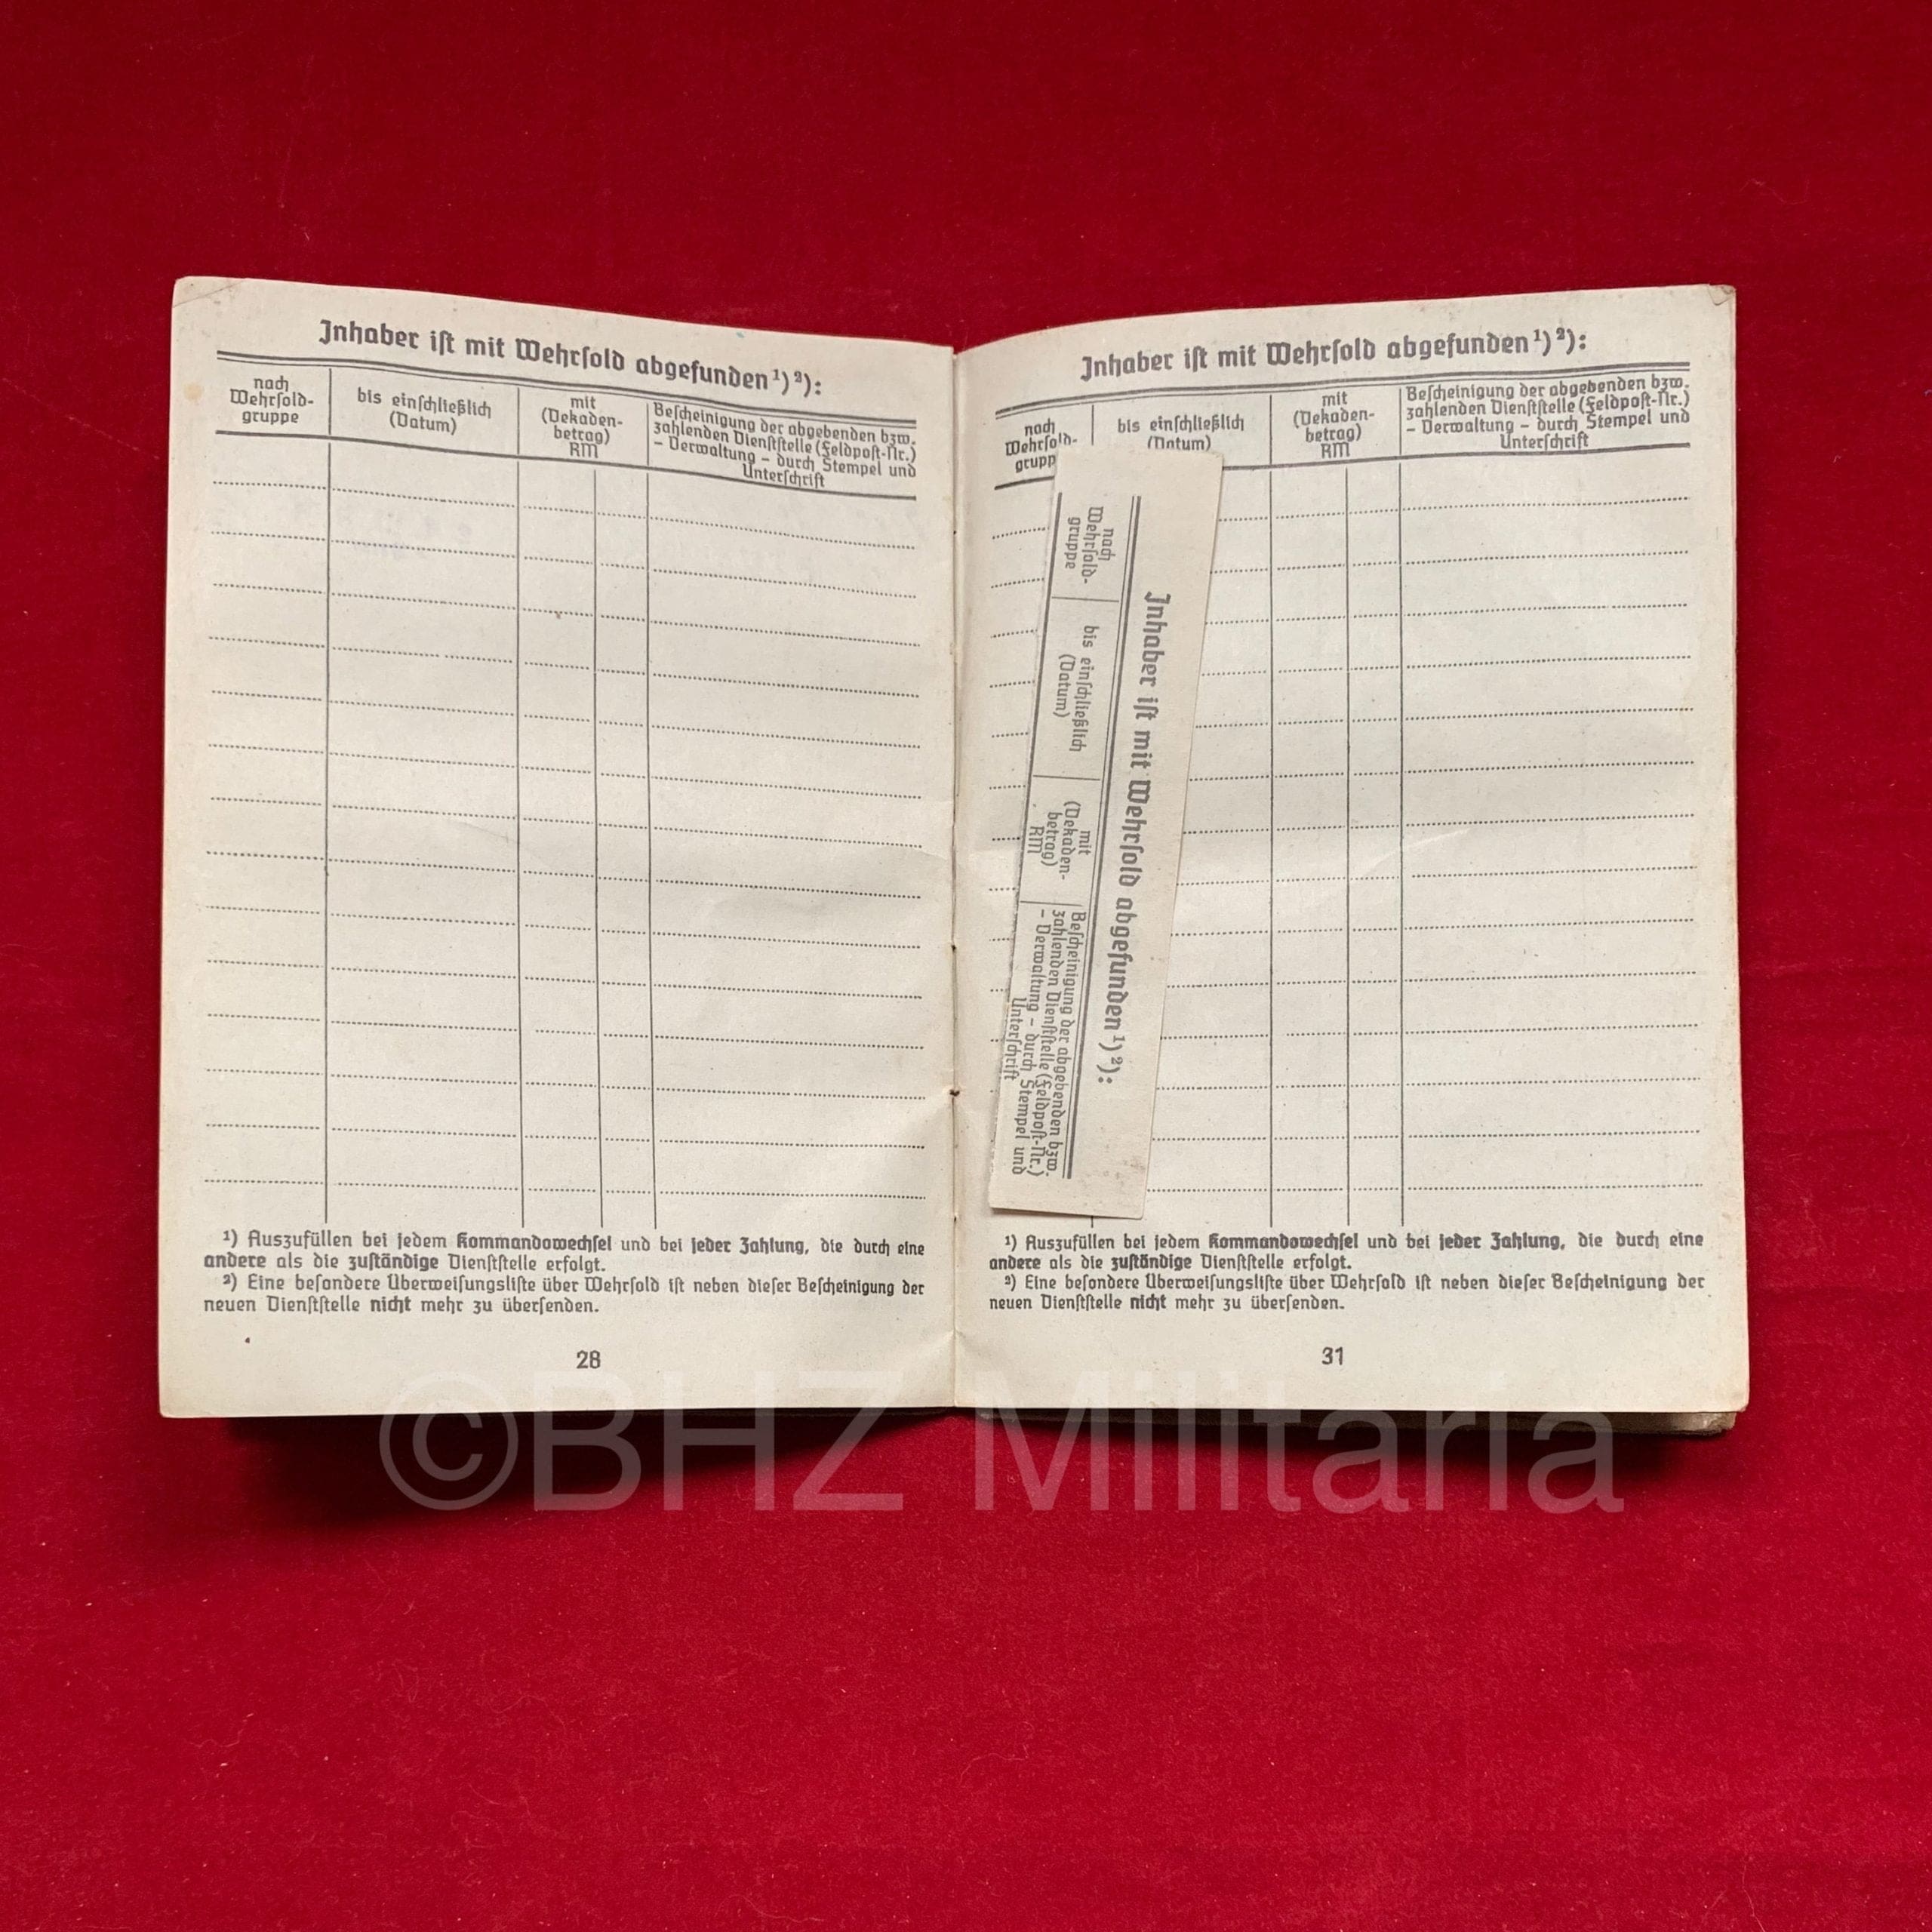 Inhaber ist mit Wehrsold abgefunden¹)²):
nach
Wehrsold-
gruppe
bis einschließlich
(Datum)
mit
(Dekaden-
betrag)
RM
Bescheinigung der abgebenden bzw.
zahlenden Dienststelle (Feldpost-Nr.)
– Verwaltung – durch Stempel und
Unterschrift
¹) Auszufüllen bei jedem Kommandowechsel und bei jeder Zahlung, die durch eine
andere als die zuständige Dienststelle erfolgt.
²) Eine besondere Überweisungsliste über Wehrsold ist neben dieser Bescheinigung der
neuen Dienststelle nicht mehr zu übersenden.
28
Inhaber ist mit Wehrsold abgefunden¹)²):
nach
Wehrsold-
grupp
bis einschließlich
(Datum)
mit
(Dekaden-
betrag)
RM
Bescheinigung der abgebenden bzw.
zahlenden Dienststelle (Feldpost-Nr.)
– Verwaltung – durch Stempel und
Unterschrift
Inhaber ist mit Wehrsold abgefunden¹)²):
nach
Wehrsold-
gruppe
bis einschließlich
(Datum)
mit
(Dekaden-
betrag)
RM
Bescheinigung der abgebenden bzw.
zahlenden Dienststelle (Feldpost-Nr.)
– Verwaltung – durch Stempel und
Unterschrift
¹) Auszufüllen bei jedem Kommandowechsel und bei jeder Zahlung, die durch eine
andere als die zuständige Dienststelle erfolgt.
²) Eine besondere Überweisungsliste über Wehrsold ist neben dieser Bescheinigung der
neuen Dienststelle nicht mehr zu übersenden.
31
©BHZ Militaria